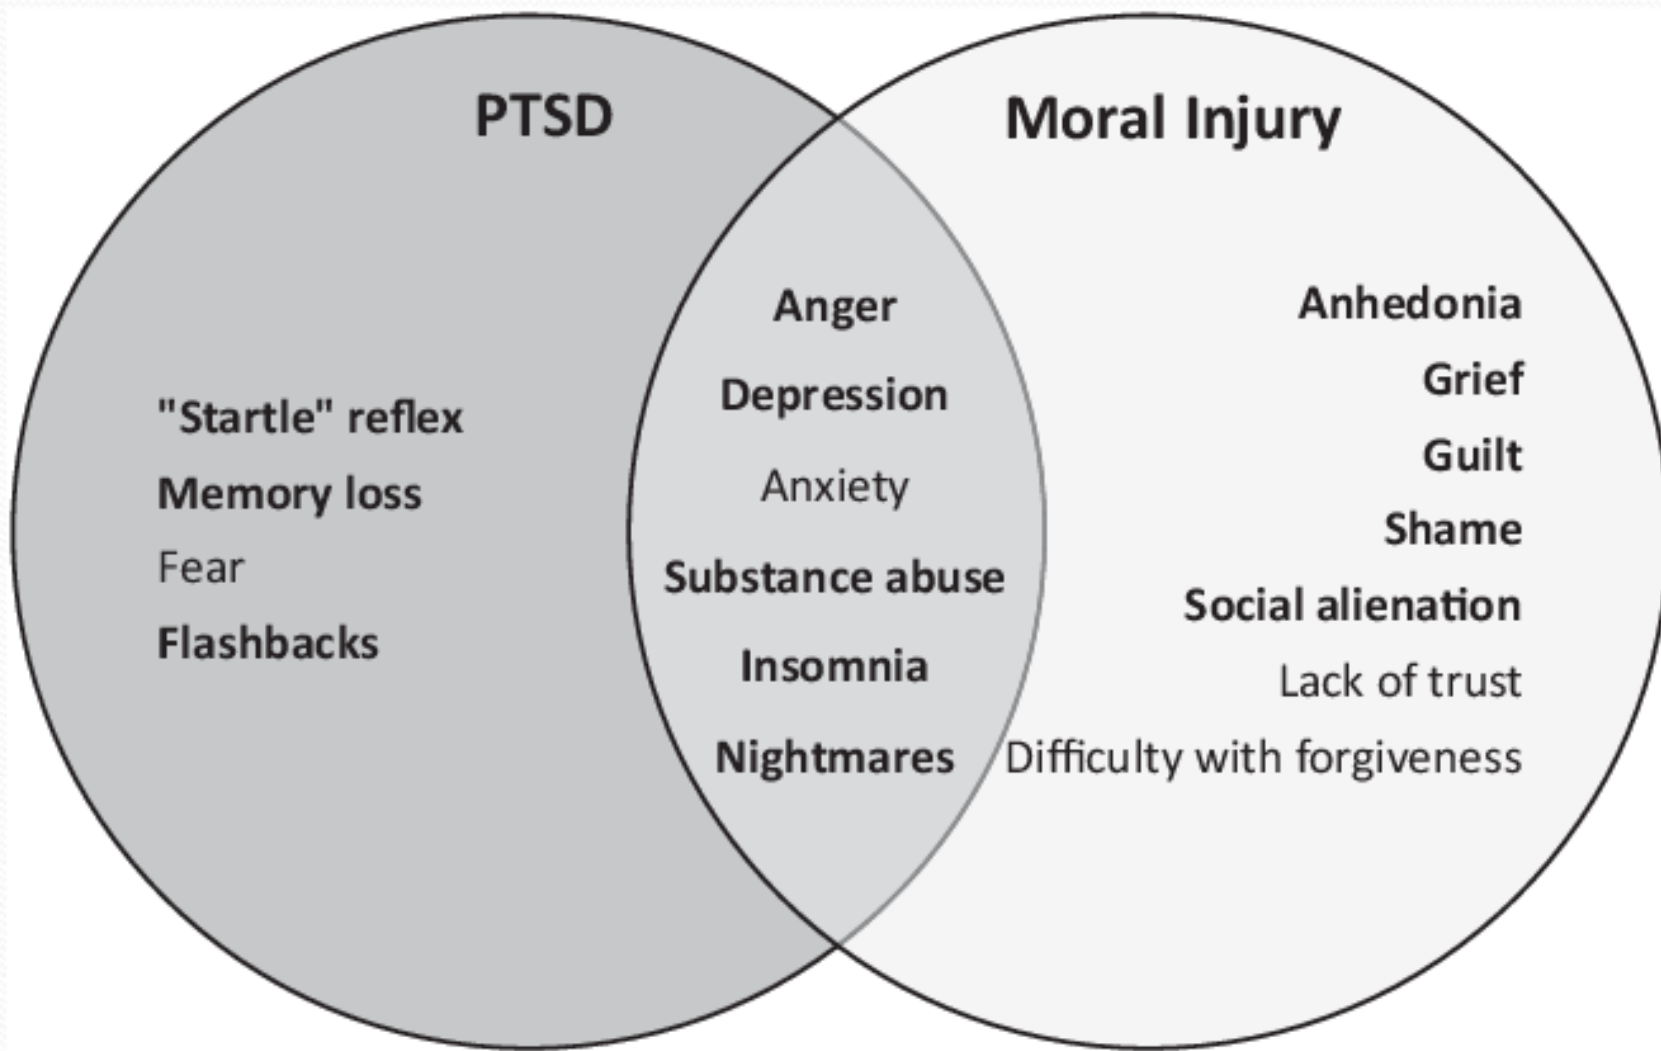 PTSD
"Startle" reflex
Memory loss
Fear
Flashbacks
Anger
Depression
Anxiety
Substance abuse
Insomnia
Nightmares
Moral Injury
Anhedonia
Grief
Guilt
Shame
Social alienation
Lack of trust
Difficulty with forgiveness